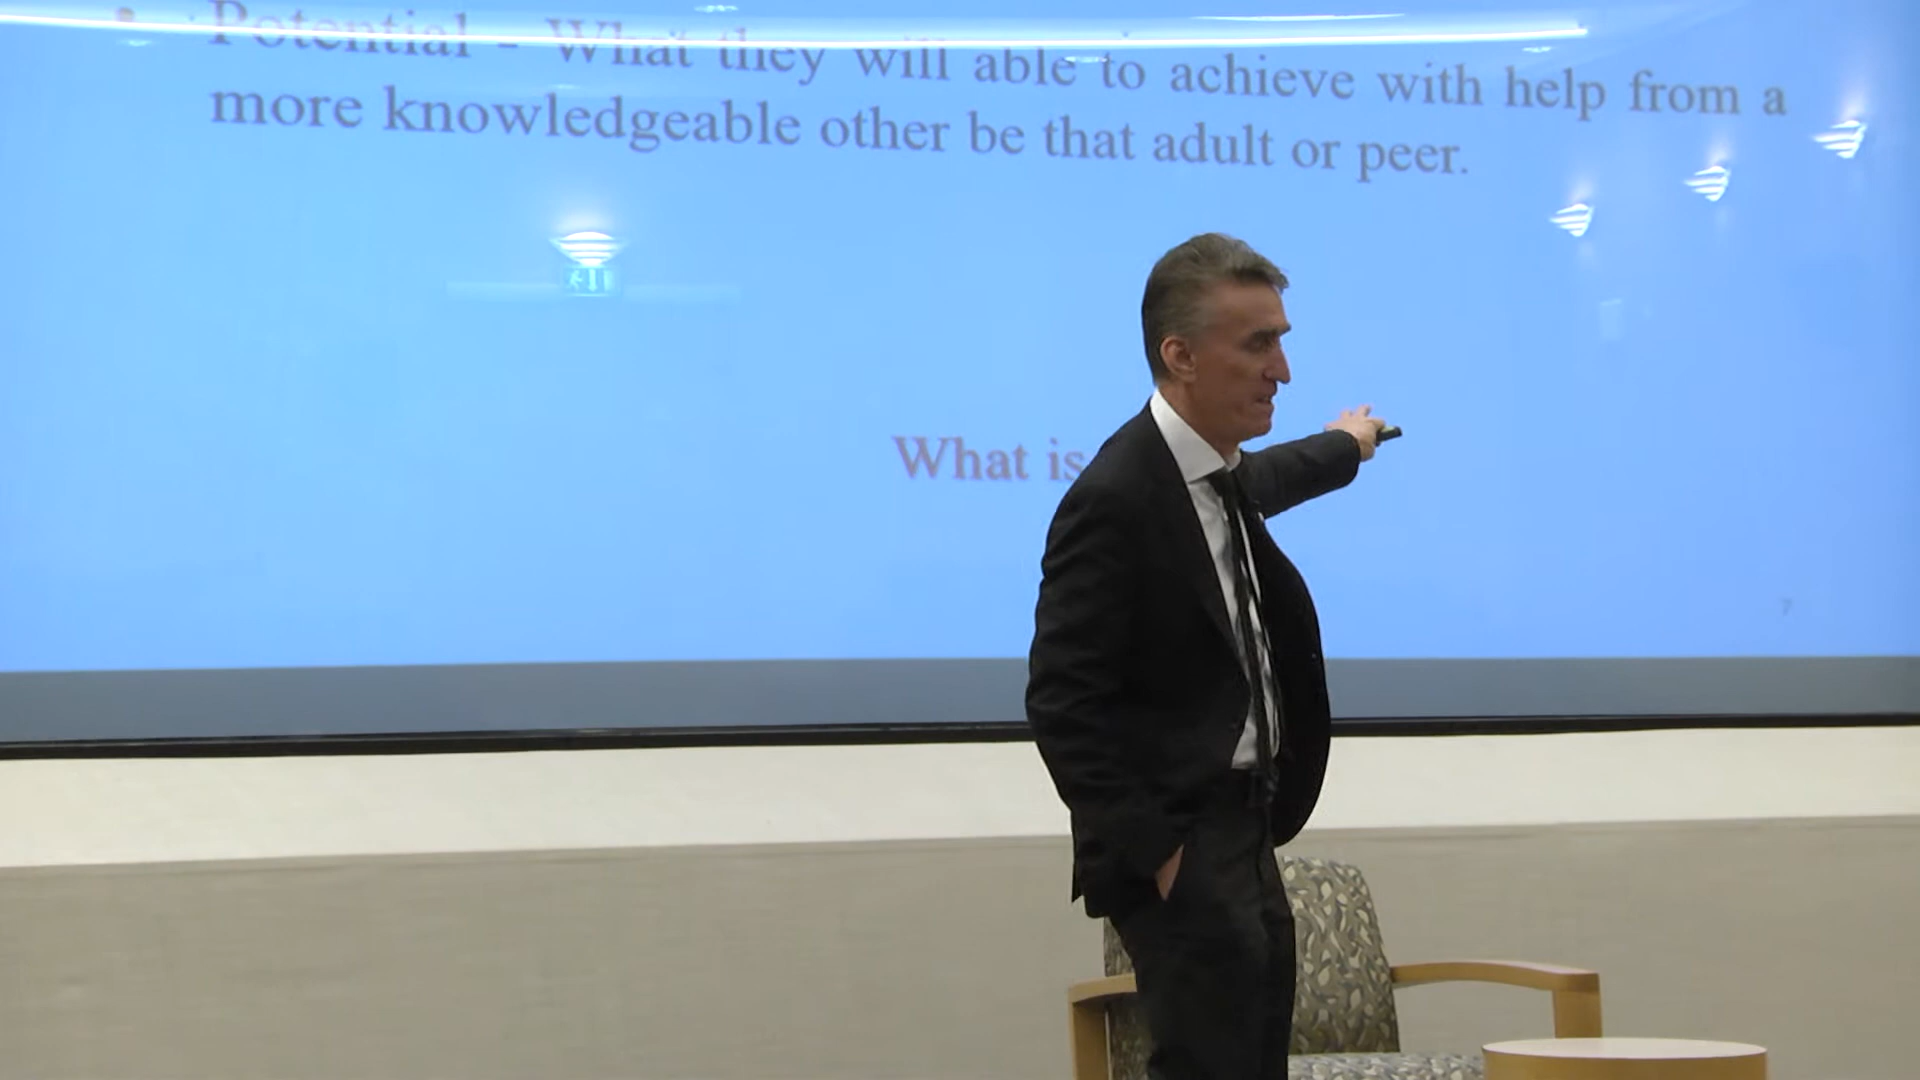 • Potential - What they will able to achieve with help from a
more knowledgeable other be that adult or peer.
What is
7